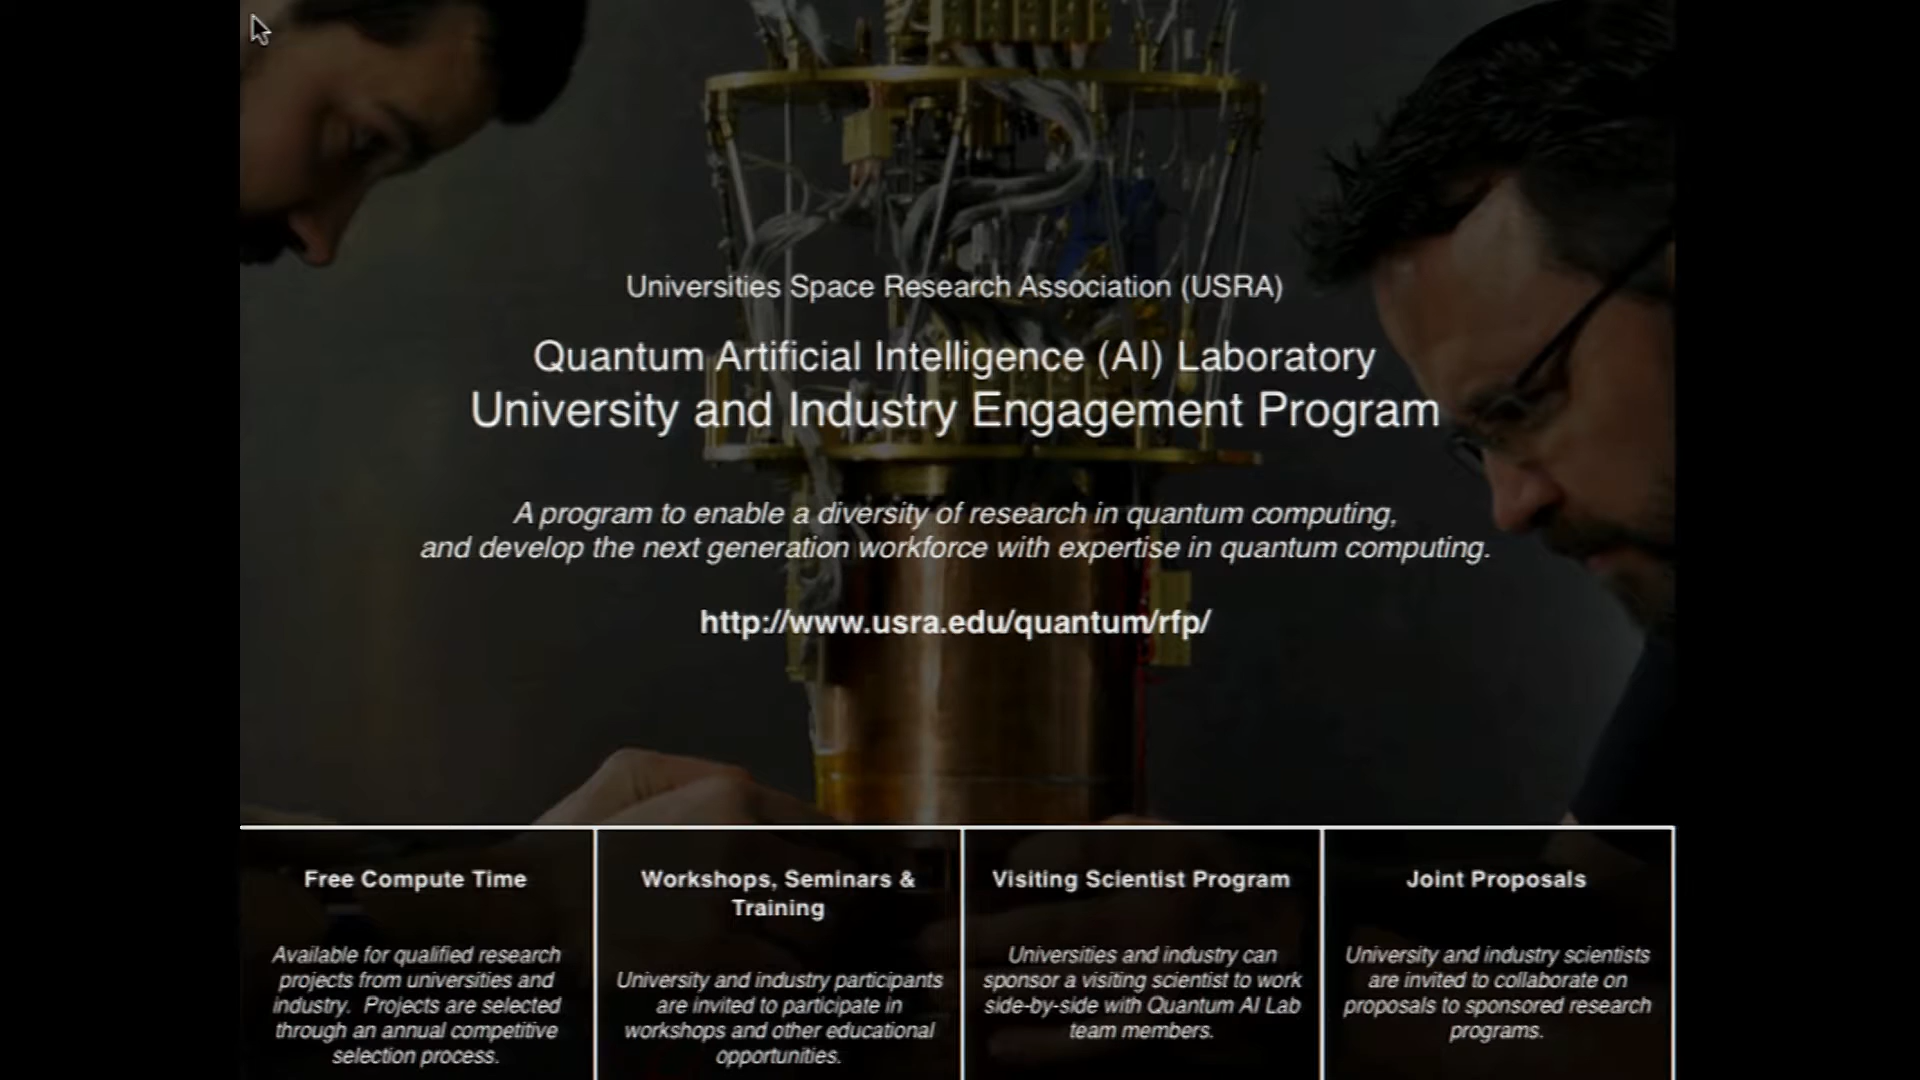 Universities Space Research Association (USRA)
Quantum Artificial Intelligence (AI) Laboratory
University and Industry Engagement Program
A program to enable a diversity of research in quantum computing,
and develop the next generation workforce with expertise in quantum computing.
http://www.usra.edu/quantum/rfp/
Free Compute Time
Available for qualified research
projects from universities and
industry. Projects are selected
through an annual competitive
selection process.
Workshops, Seminars &
Training
University and industry participants
are invited to participate in
workshops and other educational
opportunities.
Visiting Scientist Program
Universities and industry can
sponsor a visiting scientist to work
side-by-side with Quantum AI Lab
team members.
Joint Proposals
University and industry scientists
are invited to collaborate on
proposals to sponsored research
programs.